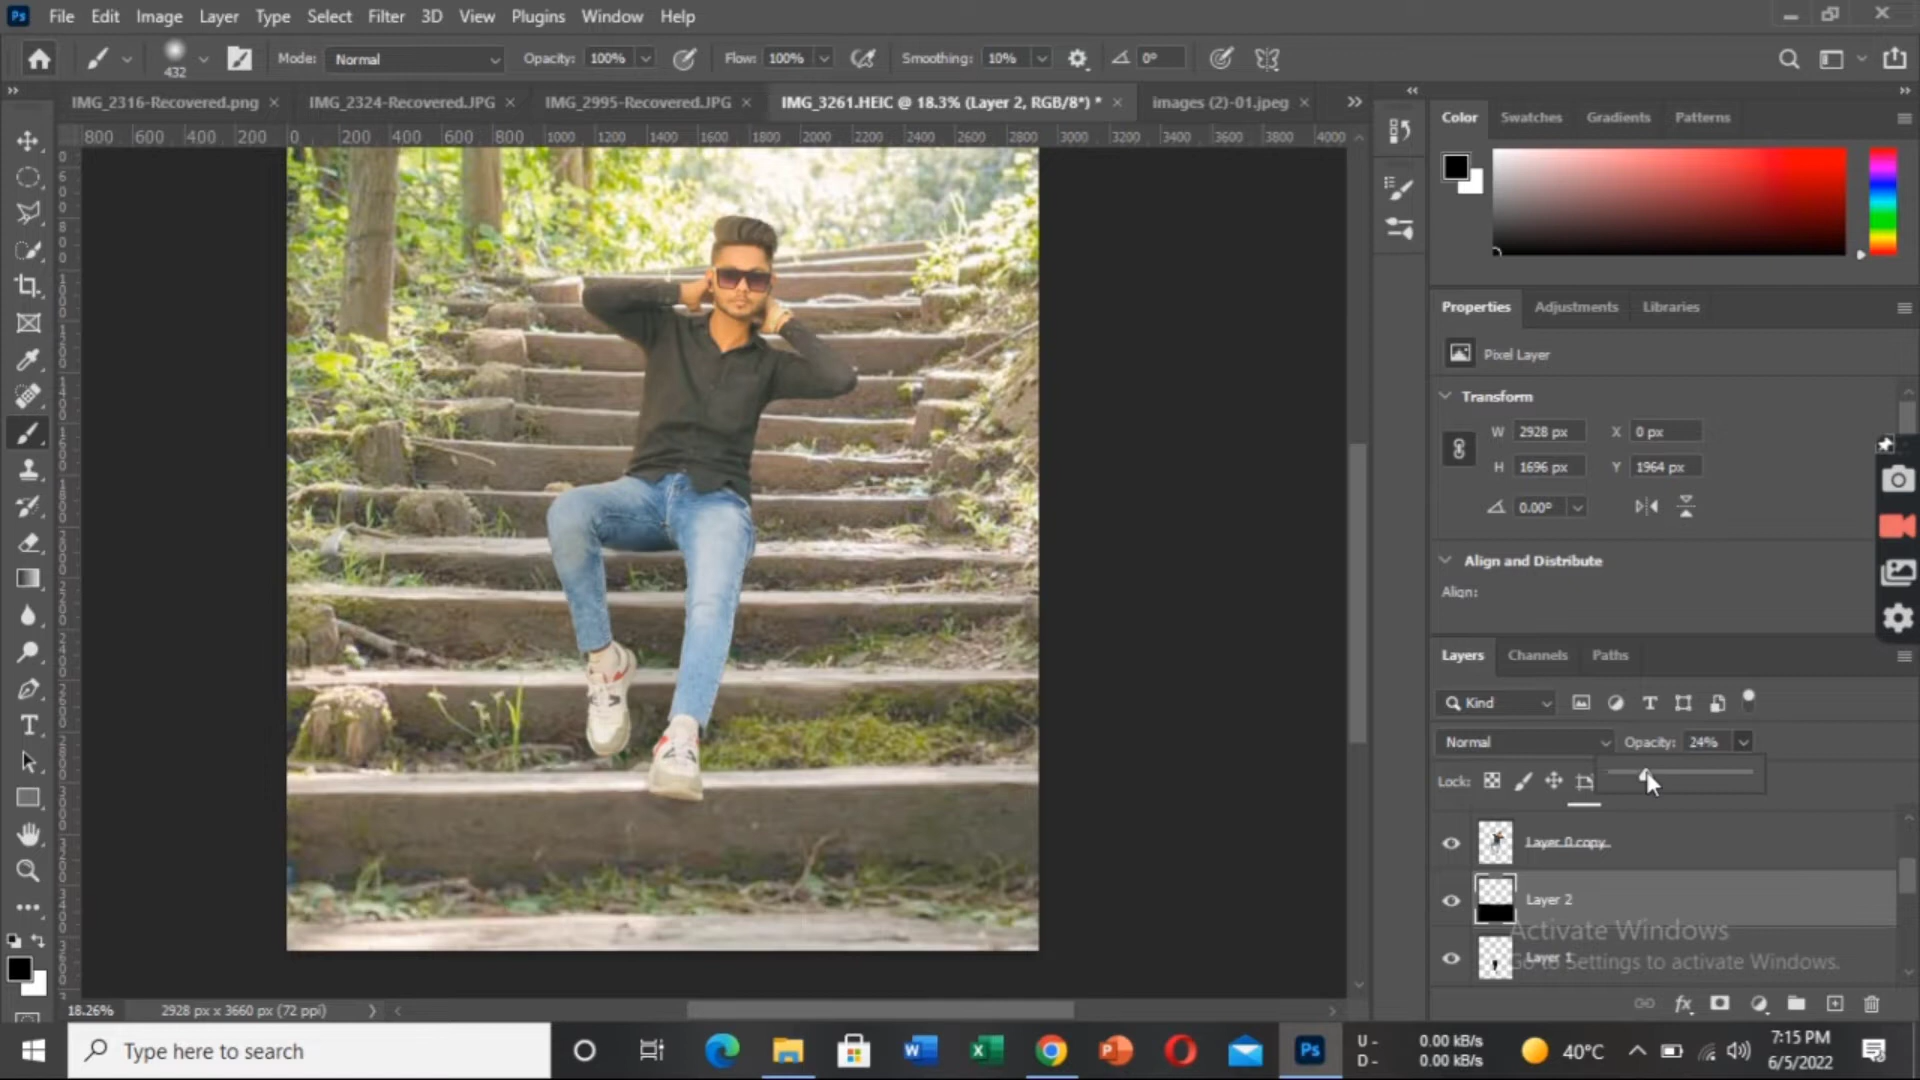 Ps File Edit Image Layer Type Select Filter 3D View Plugins Window Help
432 Mode: Normal Opacity: 100% Flow: 100% Smoothing: 10% 0°
IMG_2316-Recovered.png × IMG_2324-Recovered.JPG × IMG_2995-Recovered.JPG × IMG_3261.HEIC @ 18.3% (Layer 2, RGB/8*) * × images (2)-01.jpeg ×
800 600 400 200 0 200 400 600 800 1000 1200 1400 1600 1800 2000 2200 2400 2600 2800 3000 3200 3400 3600 3800 4000
Color Swatches Gradients Patterns
Properties Adjustments Libraries
Pixel Layer
Transform
W 2928 px X 0 px
H 1696 px Y 1964 px
0.00°
Align and Distribute
Align:
Layers Channels Paths
Kind
Normal Opacity: 24%
Lock:
Layer 0 copy
Layer 2
Layer 1
Activate Windows
Go to Settings to activate Windows.
18.26% 2928 px x 3660 px (72 ppi)
Type here to search
U - 0.00 kB/s
D - 0.00 kB/s
40°C
7:15 PM
6/5/2022